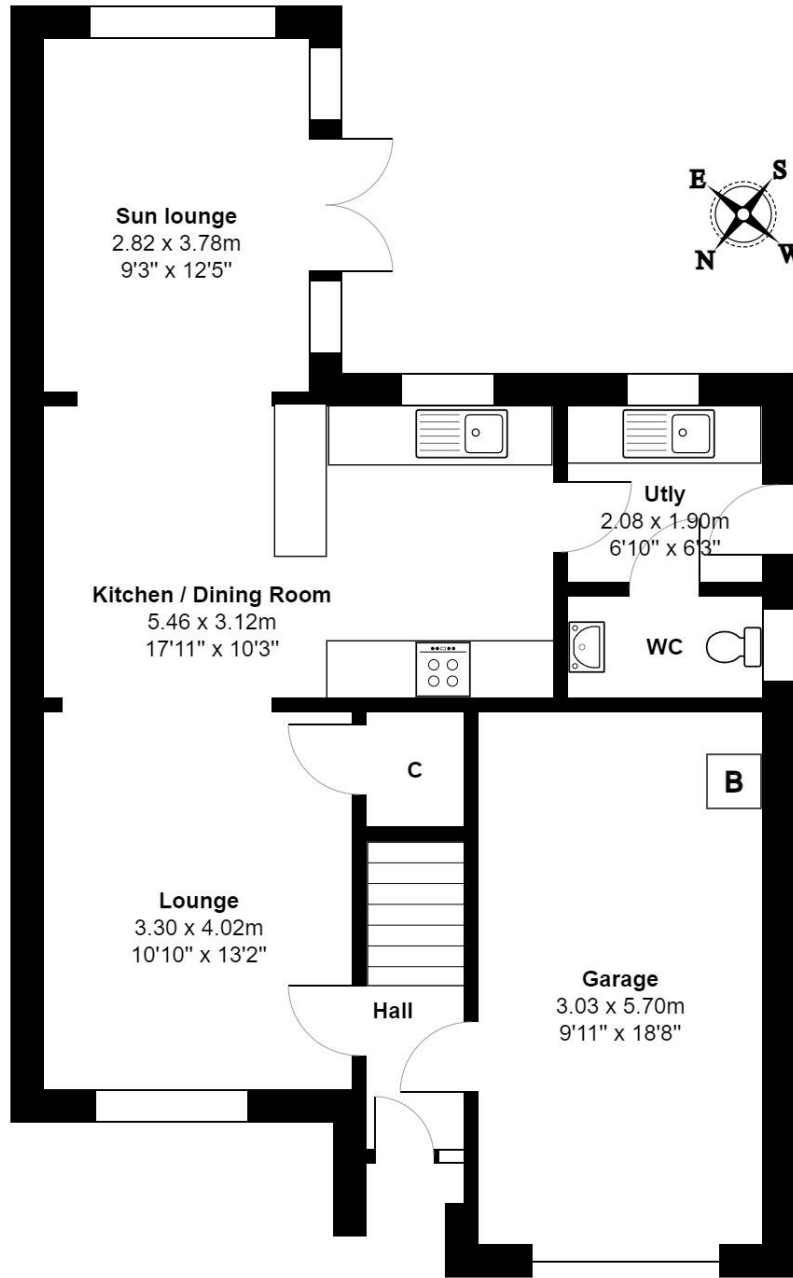 Sun lounge
2.82 x 3.78m
9'3" x 12'5"
E
S
N
W
Utly
2.08 x 1.90m
6'10" x 6'3"
Kitchen / Dining Room
5.46 x 3.12m
17'11" x 10'3"
WC
C
B
Lounge
3.30 x 4.02m
10'10" x 13'2"
Hall
Garage
3.03 x 5.70m
9'11" x 18'8"